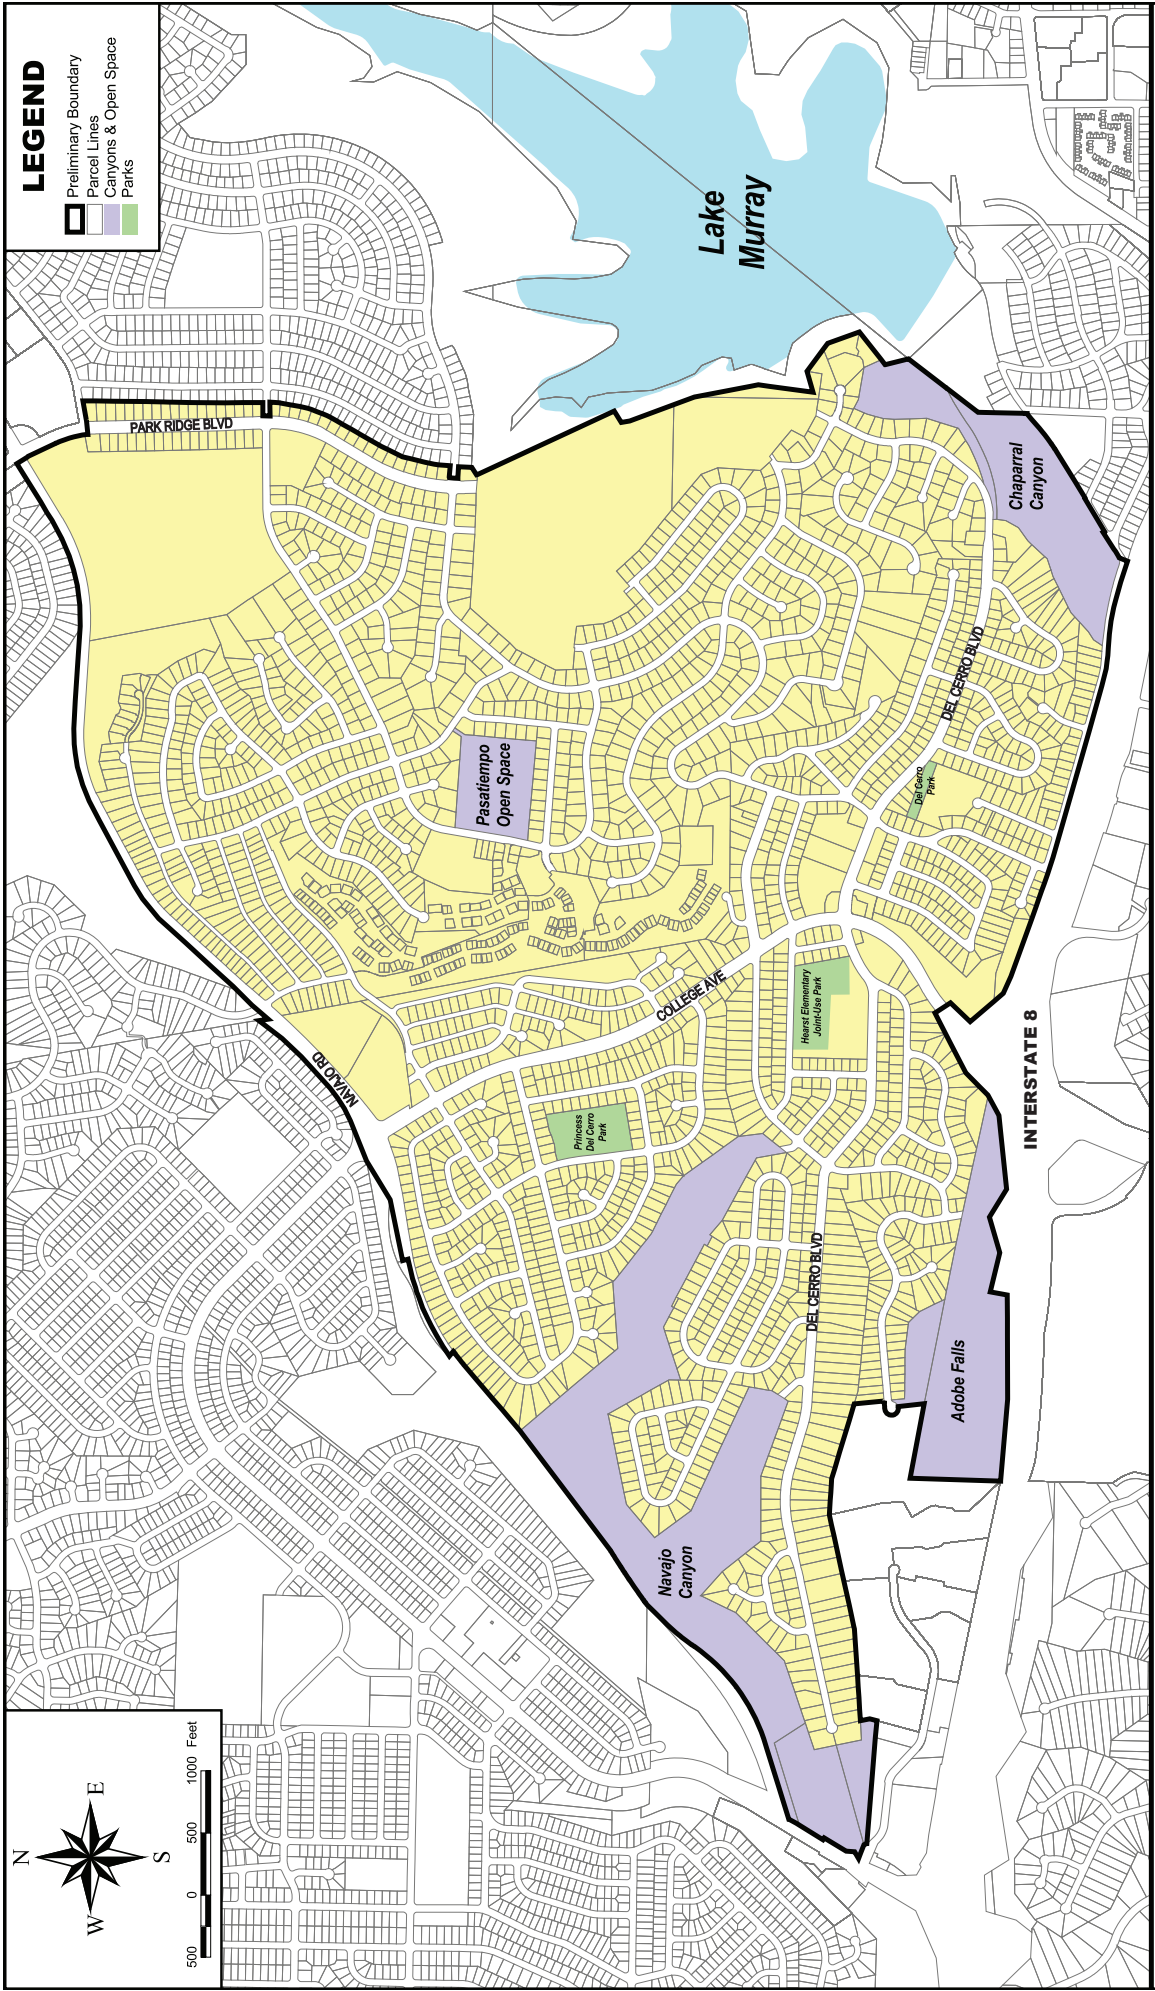 LEGEND
Preliminary Boundary
Parcel Lines
Canyons & Open Space
Parks
N
W
E
S
500
0
500
1000
Feet
NAVAJO RD
PARK RIDGE BLVD
Lake
Murray
Pasatiempo
Open Space
COLLEGE AVE
Princess
Del Cerro
Park
Hearst Elementary
Joint-Use Park
Del Cerro
Park
DEL CERRO BLVD
Chaparral
Canyon
Navajo
Canyon
DEL CERRO BLVD
Adobe Falls
INTERSTATE 8